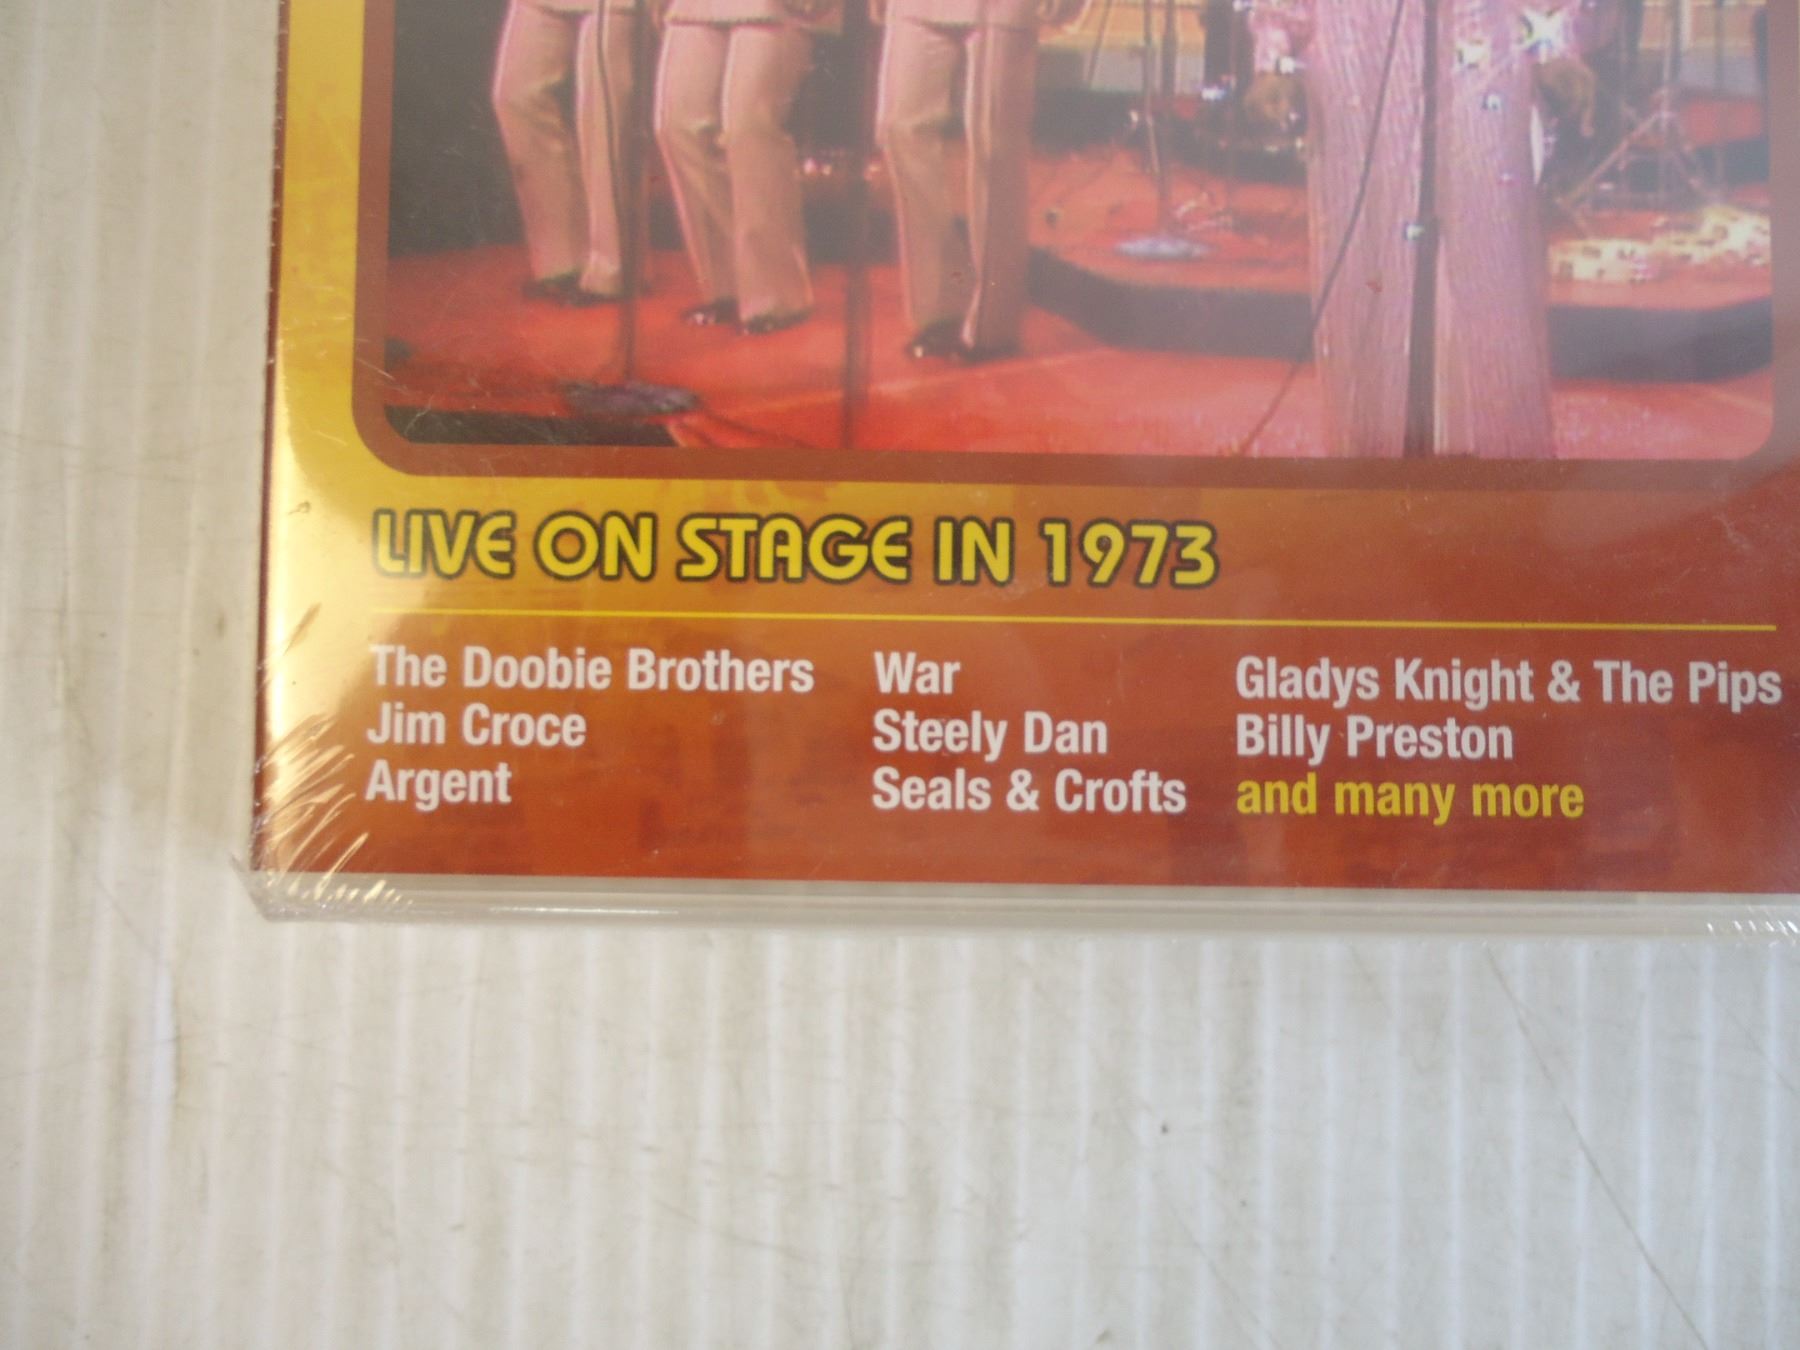 LIVE ON STAGE IN 1973
The Doobie Brothers
Jim Croce
Argent
War
Steely Dan
Seals & Crofts
Gladys Knight & The Pips
Billy Preston
and many more